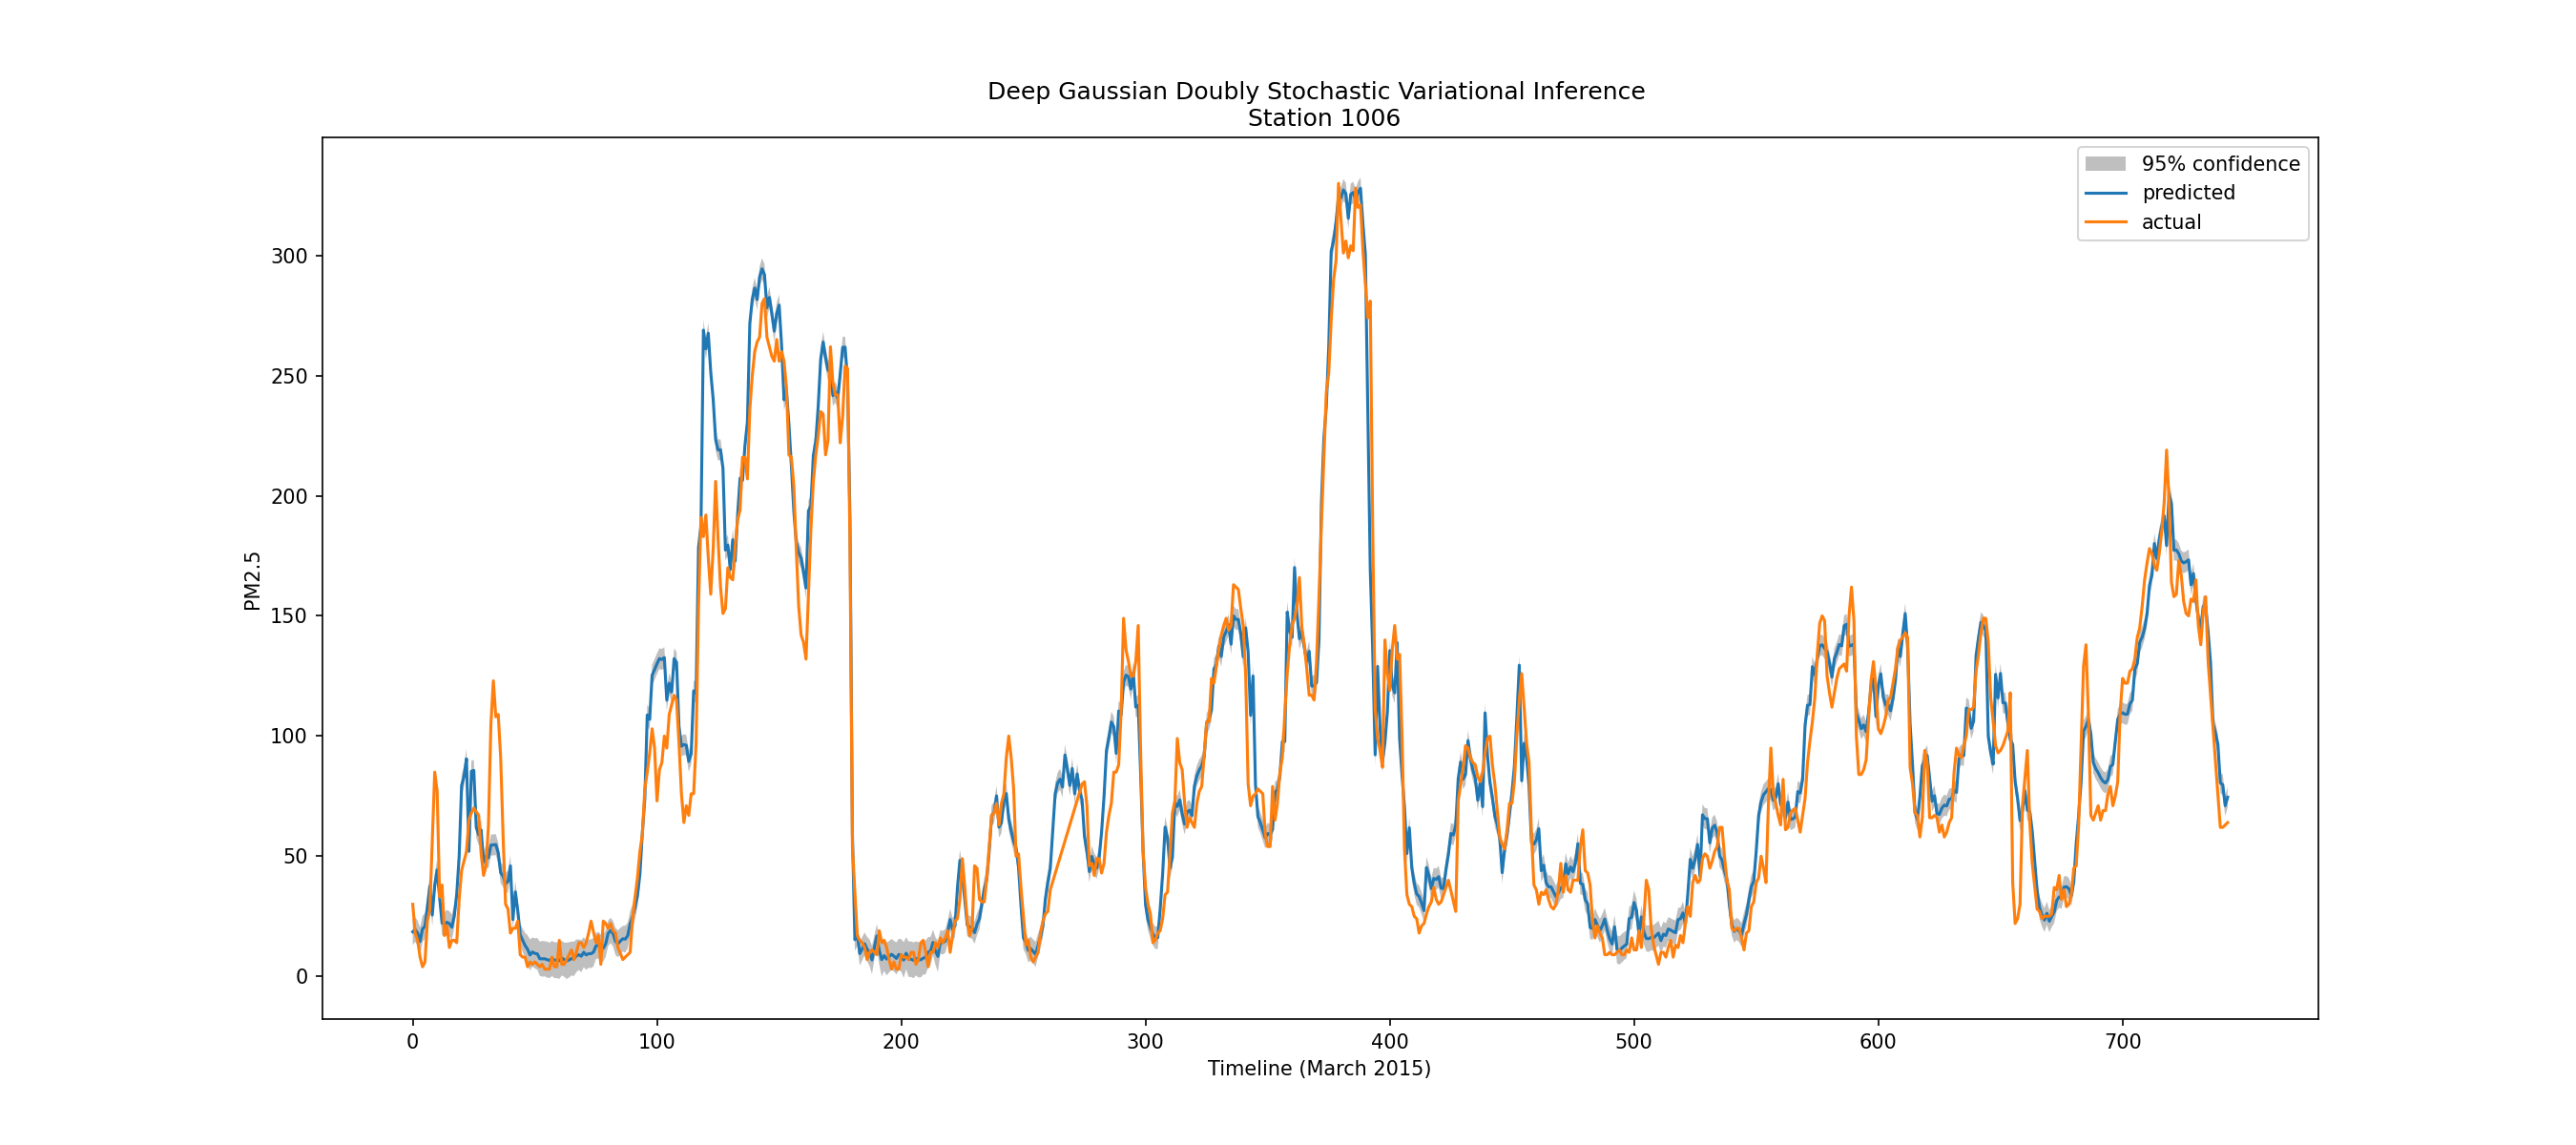 Deep Gaussian Doubly Stochastic Variational Inference
Station 1006
95% confidence
predicted
actual
PM2.5
300
250
200
150
100
50
0
0 100 200 300 400 500 600 700
Timeline (March 2015)